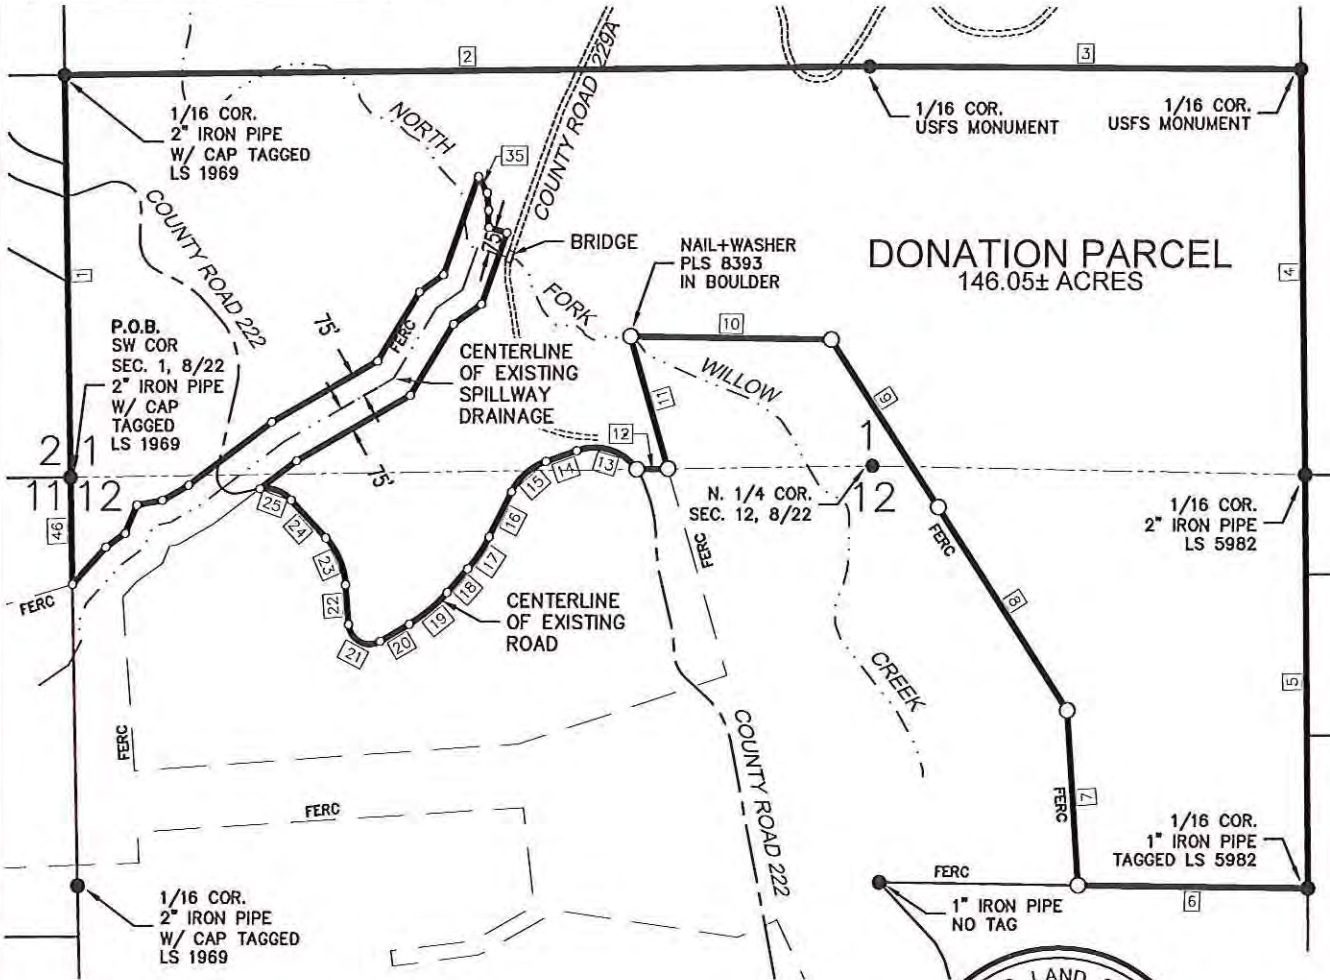 2
3
1/16 COR.
2" IRON PIPE
W/ CAP TAGGED
LS 1969
NORTH
COUNTY ROAD 229A
1/16 COR.
USFS MONUMENT
1/16 COR.
USFS MONUMENT
35
COUNTY ROAD 222
75'
BRIDGE
NAIL+WASHER
PLS 8393
IN BOULDER
DONATION PARCEL
146.05± ACRES
1
4
P.O.B.
SW COR
SEC. 1, 8/22
2" IRON PIPE
W/ CAP
TAGGED
LS 1969
75'
FERC
FORK
10
CENTERLINE
OF EXISTING
SPILLWAY
DRAINAGE
WILLOW
11
9
12
2 1
11 12
1
12
75'
13
14
15
16
17
18
19
20
21
22
23
24
25
N. 1/4 COR.
SEC. 12, 8/22
1/16 COR.
2" IRON PIPE
LS 5982
46
FERC
FERC
FERC
8
CENTERLINE
OF EXISTING
ROAD
CREEK
5
FERC
COUNTY ROAD 222
FERC
FERC
7
1/16 COR.
1" IRON PIPE
TAGGED LS 5982
FERC
1" IRON PIPE
NO TAG
6
1/16 COR.
2" IRON PIPE
W/ CAP TAGGED
LS 1969
LAND